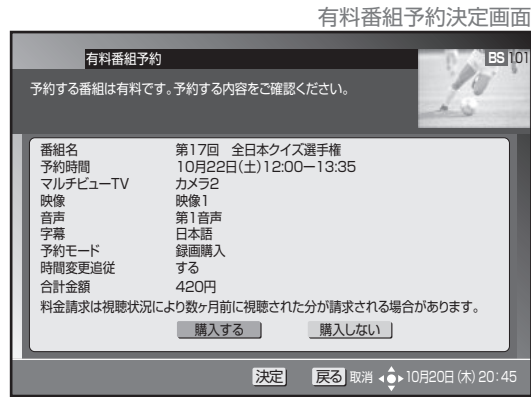 有料番組予約決定画面
有料番組予約
BS 101
予約する番組は有料です。予約する内容をご確認ください。
番組名 第17回 全日本クイズ選手権
予約時間 10月22日(土)12:00ー13:35
マルチビューTV カメラ2
映像 映像1
音声 第1音声
字幕 日本語
予約モード 録画購入
時間変更追従 する
合計金額 420円
料金請求は視聴状況により数ヶ月前に視聴された分が請求される場合があります。
購入する 購入しない
決定 戻る 取消 10月20日(木)20:45